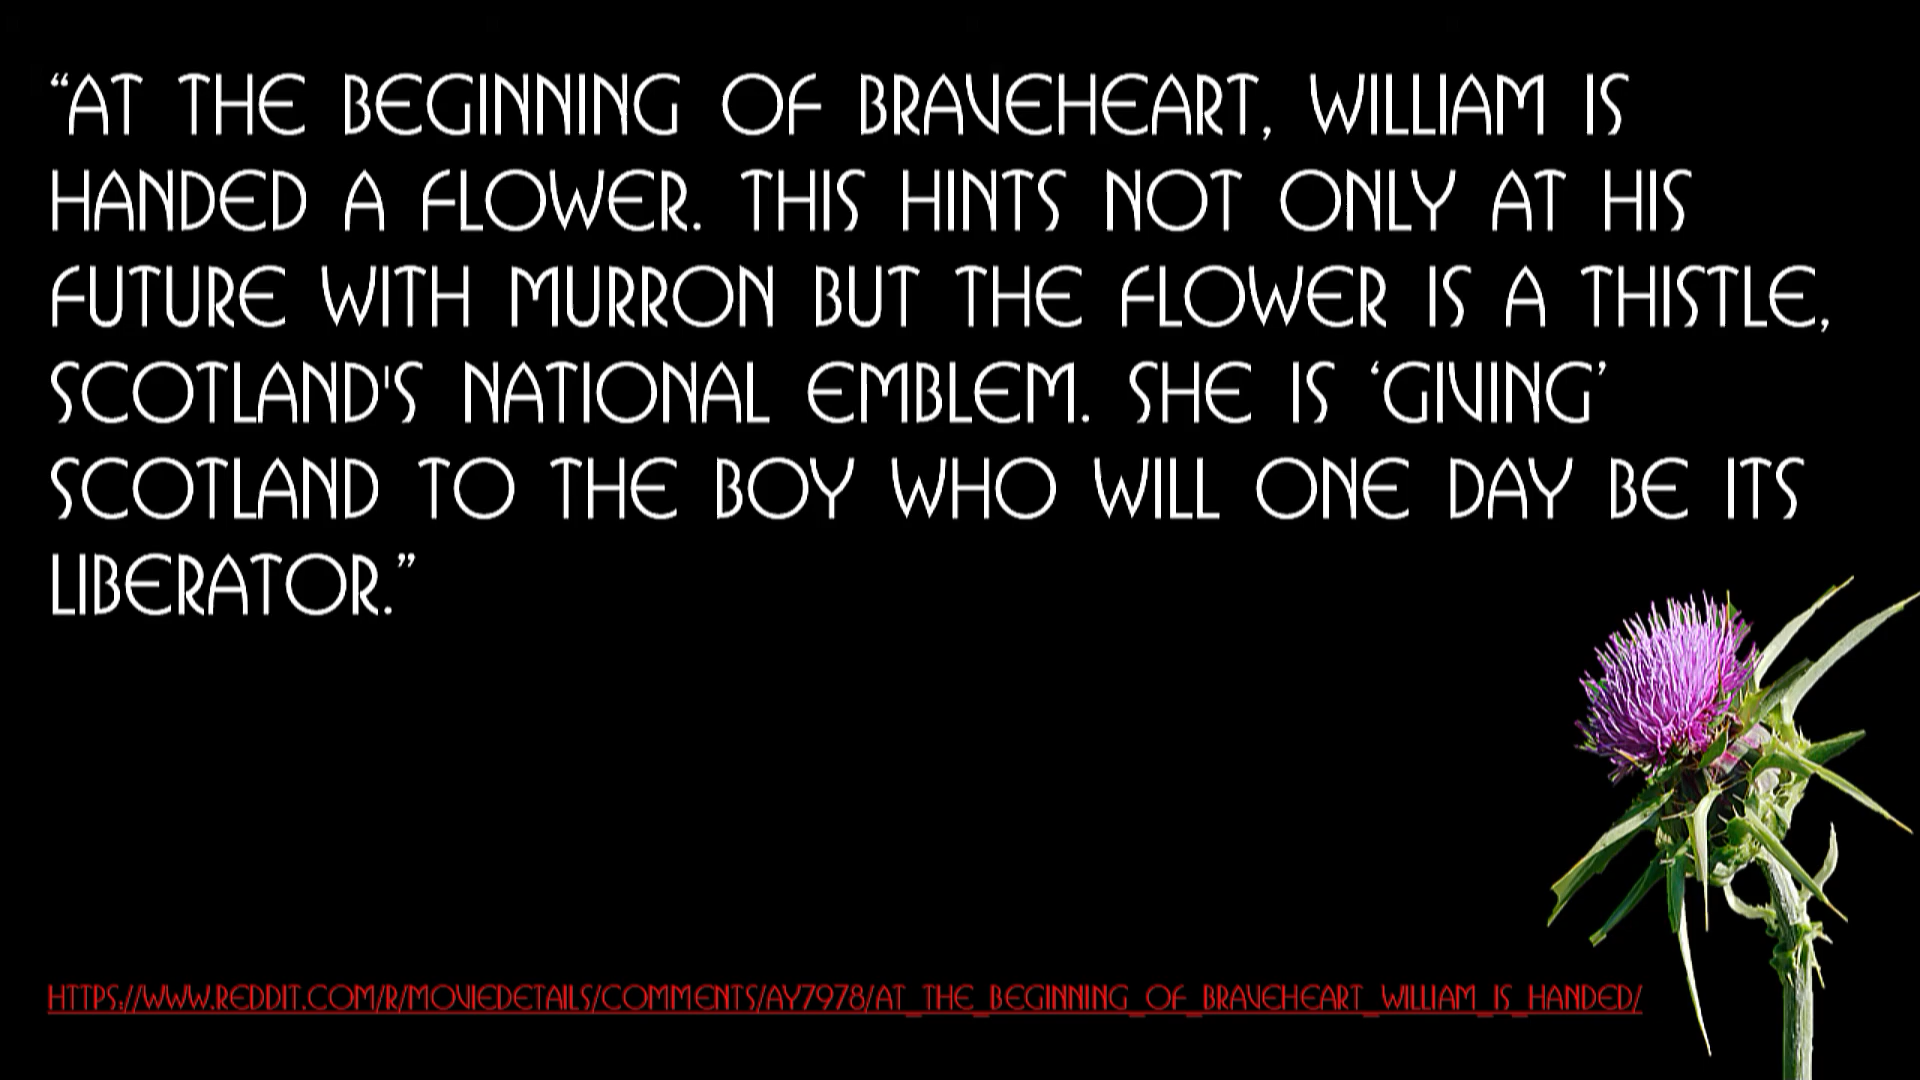 “AT THE BEGINNING OF BRAVEHEART, WILLIAM IS
HANDED A FLOWER. THIS HINTS NOT ONLY AT HIS
FUTURE WITH MURRON BUT THE FLOWER IS A THISTLE,
SCOTLAND'S NATIONAL EMBLEM. SHE IS ‘GIVING’
SCOTLAND TO THE BOY WHO WILL ONE DAY BE ITS
LIBERATOR.”
HTTPS://WWW.REDDIT.COM/R/MOVIEDETAILS/COMMENTS/AY7978/AT_THE_BEGINNING_OF_BRAVEHEART_WILLIAM_IS_HANDED/